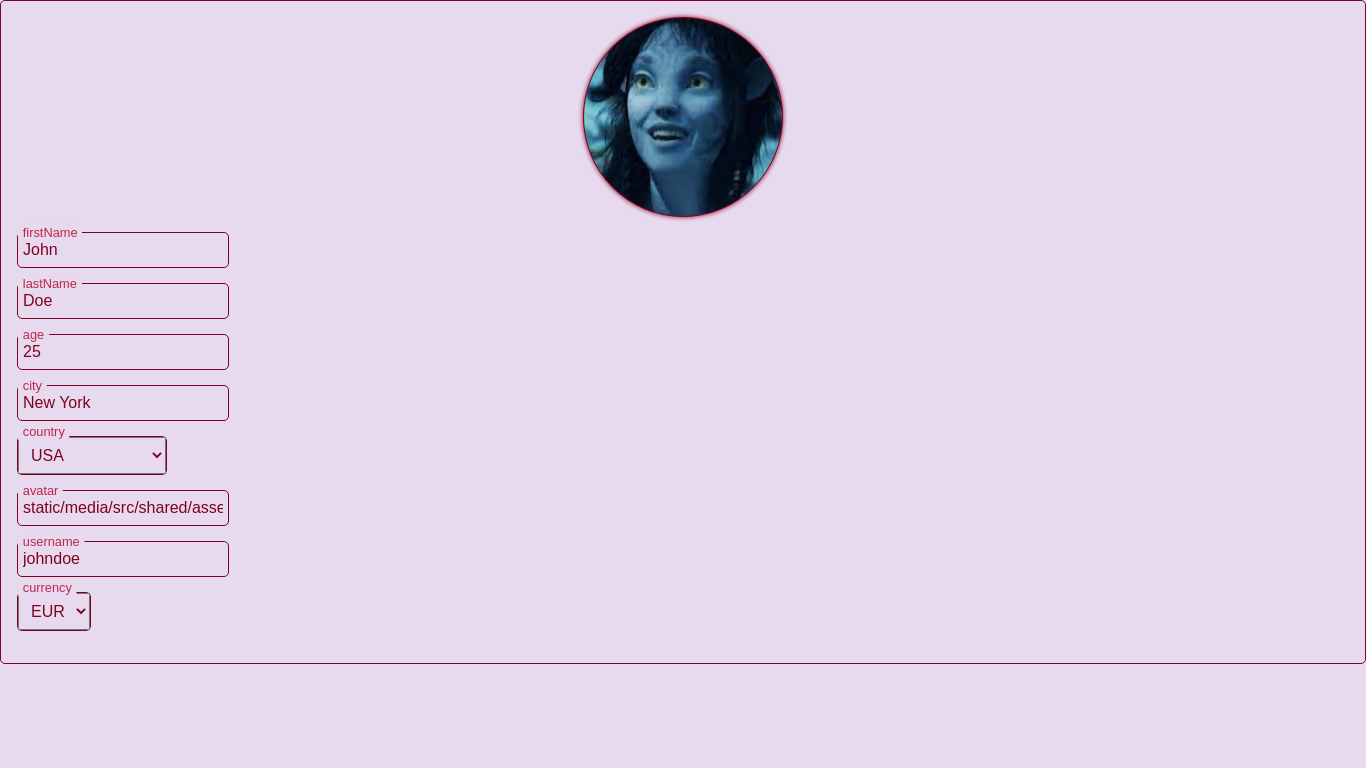 firstName
John
lastName
Doe
age
25
city
New York
country
USA
avatar
static/media/src/shared/asse
username
johndoe
currency
EUR